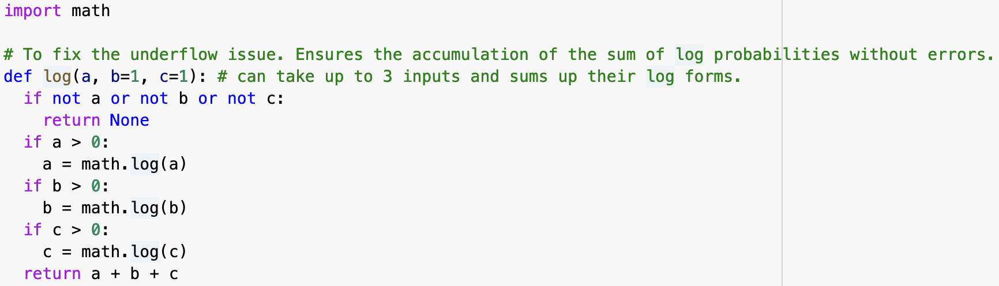 import math
# To fix the underflow issue. Ensures the accumulation of the sum of log probabilities without errors.
def log(a, b=1, c=1): # can take up to 3 inputs and sums up their log forms.
  if not a or not b or not c:
    return None
  if a > 0:
    a = math.log(a)
  if b > 0:
    b = math.log(b)
  if c > 0:
    c = math.log(c)
  return a + b + c